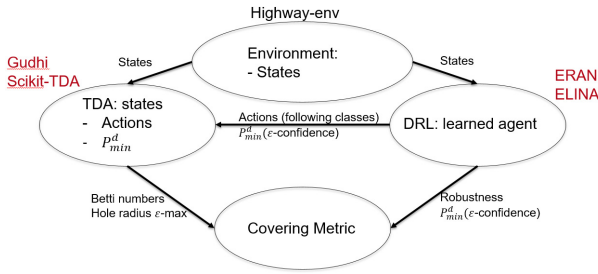 Highway-env
Gudhi
Scikit-TDA
States
Environment:
- States
States
ERAN
ELINA
TDA: states
- Actions
- P^d_min
Actions (following classes)
P^d_min(ε-confidence)
DRL: learned agent
Betti numbers
Hole radius ε-max
Covering Metric
Robustness
P^d_min(ε-confidence)